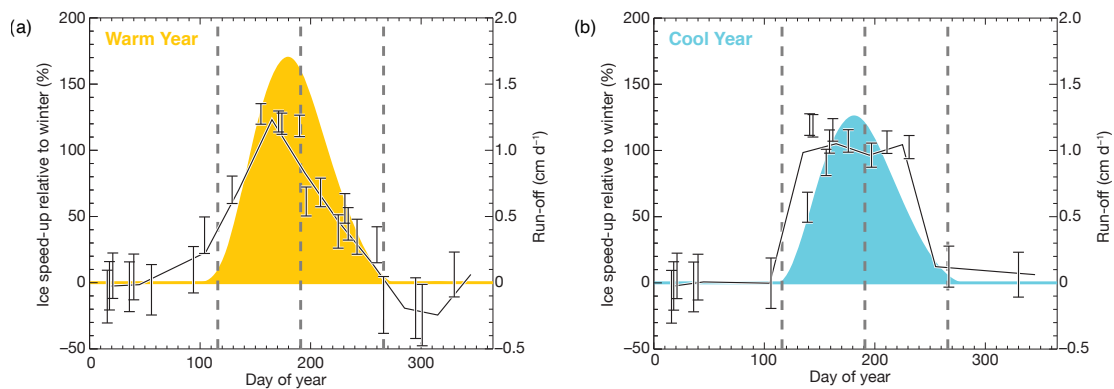 (a)
Warm Year
Ice speed-up relative to winter (%)
200
150
100
50
0
−50
2.0
1.5
1.0
0.5
0
−0.5
Run-off (cm d⁻¹)
0 100 200 300
Day of year
(b)
Cool Year
Ice speed-up relative to winter (%)
200
150
100
50
0
−50
2.0
1.5
1.0
0.5
0
−0.5
Run-off (cm d⁻¹)
0 100 200 300
Day of year